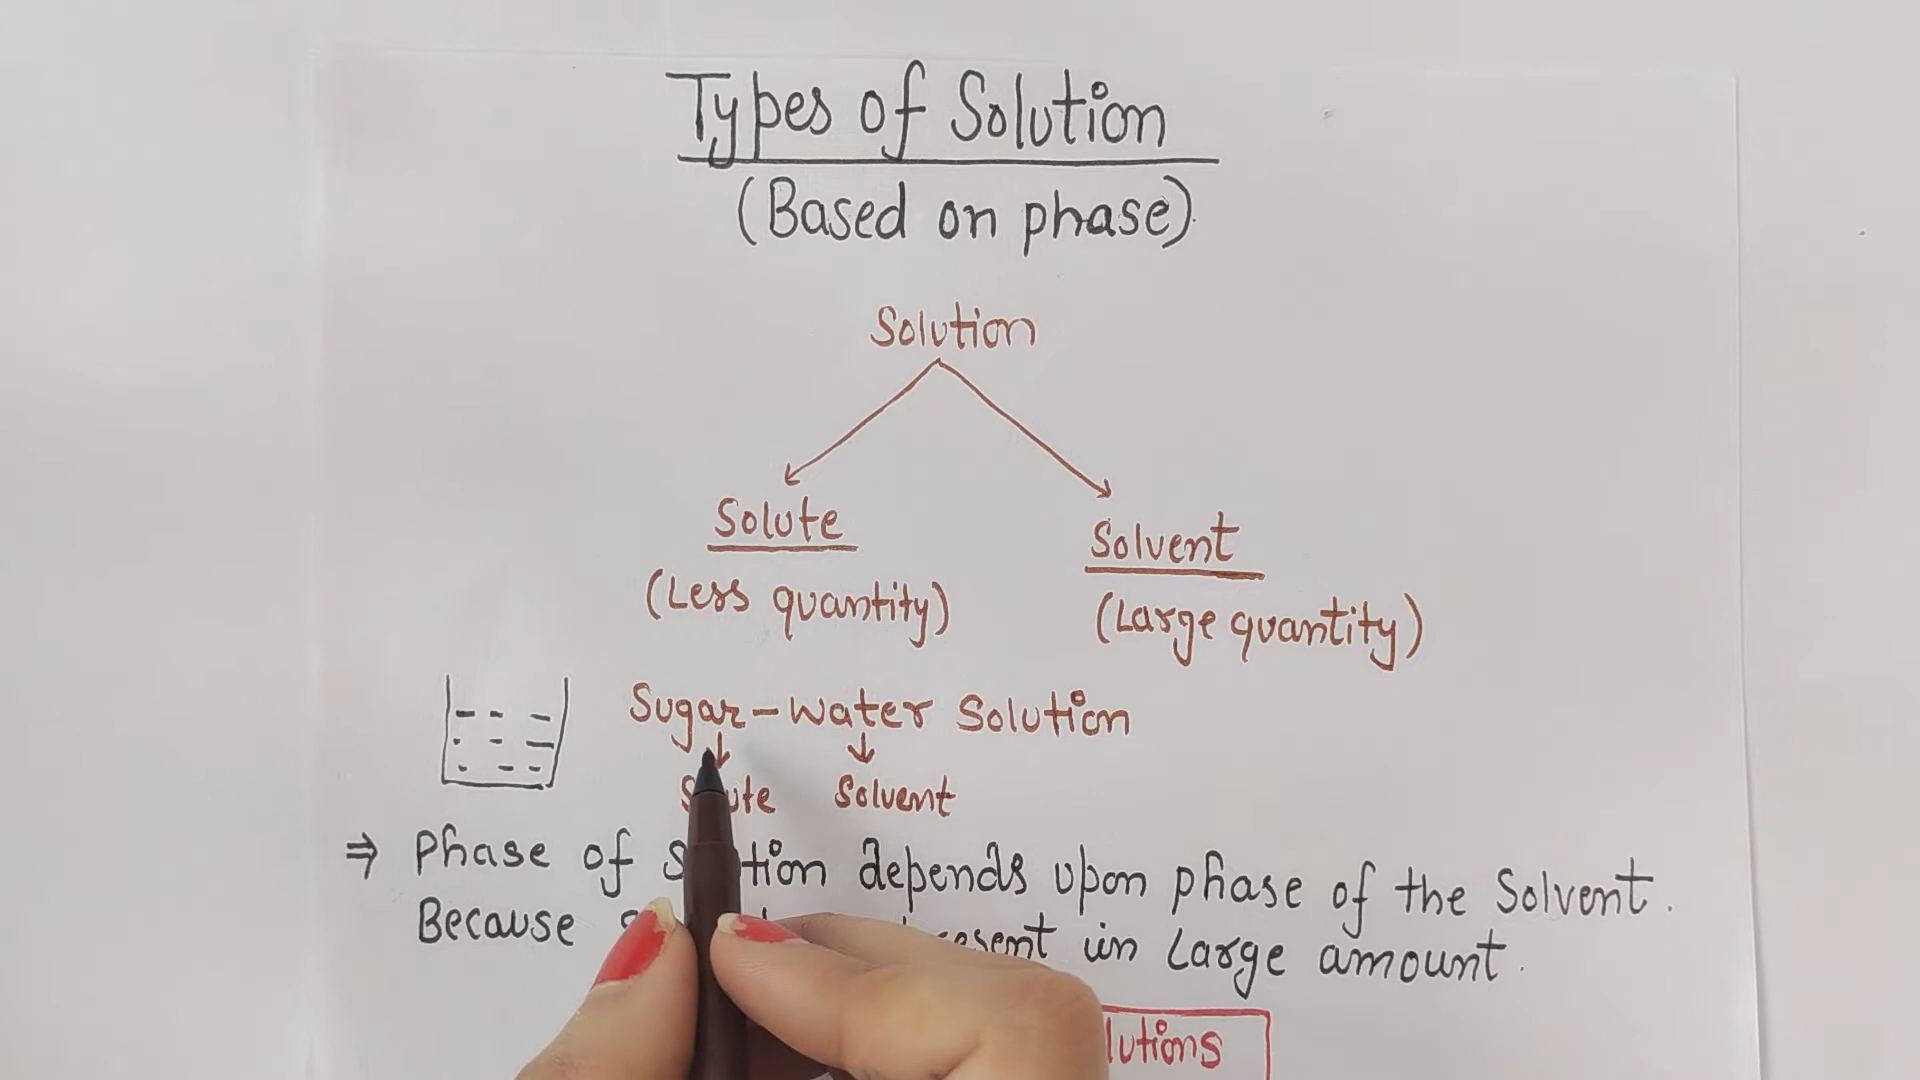 Types of Solution
(Based on phase)
Solution
Solute
Solvent
(Less quantity)
(Large quantity)
Sugar-water Solution
Solvent
⇒ Phase of depends upon phase of the Solvent.
Because in Large amount.